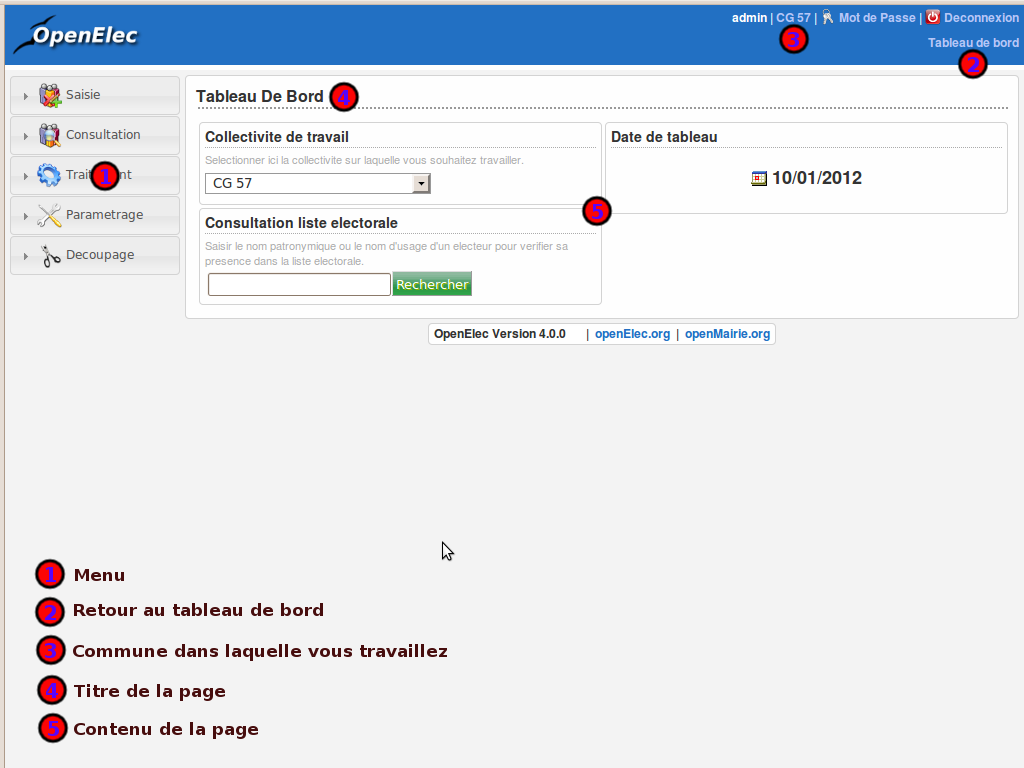 OpenElec
admin | CG 57 | Mot de Passe | Deconnexion
3
Tableau de bord
2
Saisie
Consultation
Trai
1
nt
Parametrage
Decoupage
Tableau De Bord
4
Collectivite de travail
Selectionner ici la collectivite sur laquelle vous souhaitez travailler.
CG 57
Date de tableau
10/01/2012
5
Consultation liste electorale
Saisir le nom patronymique ou le nom d'usage d'un electeur pour verifier sa
presence dans la liste electorale.
Rechercher
OpenElec Version 4.0.0 | openElec.org | openMairie.org
1 Menu
2 Retour au tableau de bord
3 Commune dans laquelle vous travaillez
4 Titre de la page
5 Contenu de la page